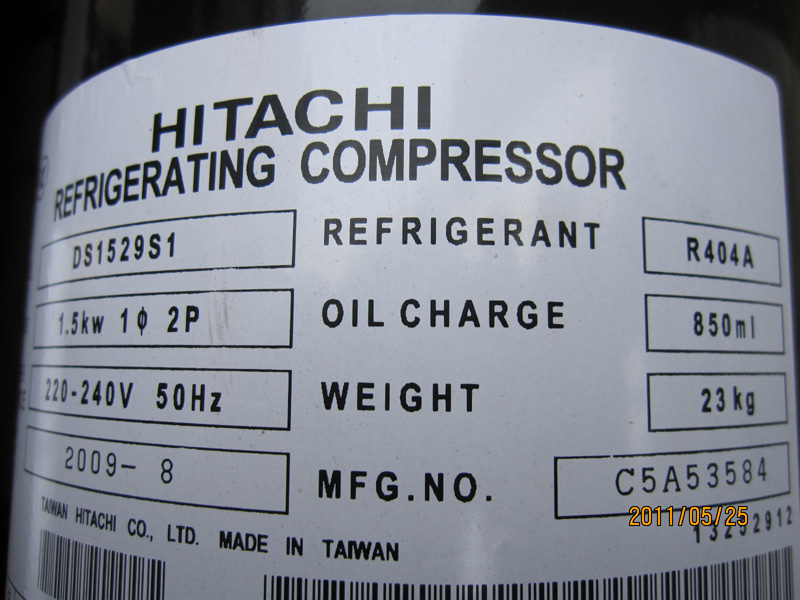 HITACHI
REFRIGERATING COMPRESSOR
DS1529S1 REFRIGERANT R404A
1.5kw 1ϕ 2P OIL CHARGE 850ml
220-240V 50Hz WEIGHT 23kg
2009- 8 MFG.NO. C5A53584
TAIWAN HITACHI CO., LTD. MADE IN TAIWAN
13292912
2011/05/25